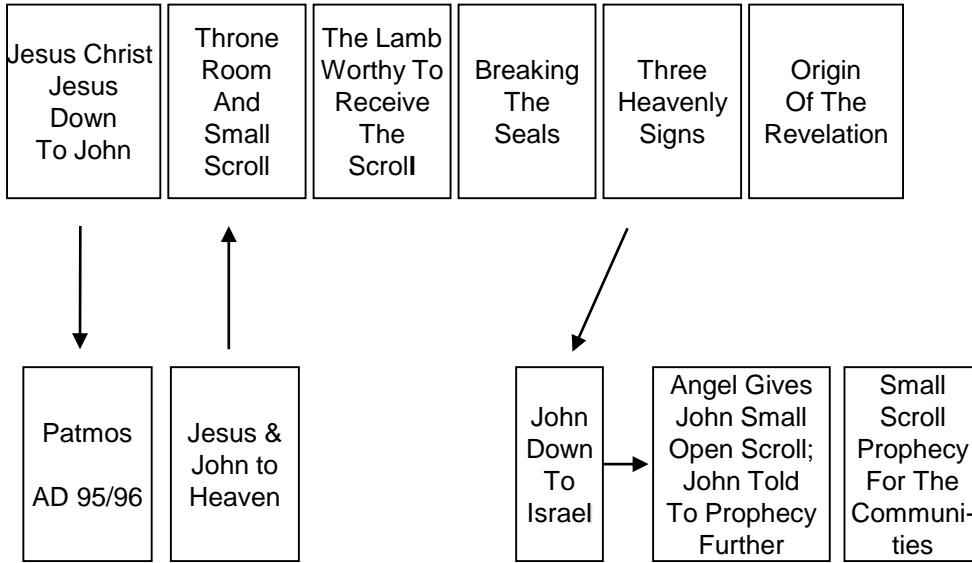 Jesus Christ
Jesus
Down
To John
Throne
Room
And
Small
Scroll
The Lamb
Worthy To
Receive
The
Scroll
Breaking
The
Seals
Three
Heavenly
Signs
Origin
Of The
Revelation
Patmos
AD 95/96
Jesus &
John to
Heaven
John
Down
To
Israel
Angel Gives
John Small
Open Scroll;
John Told
To Prophecy
Further
Small
Scroll
Prophecy
For The
Communi-
ties